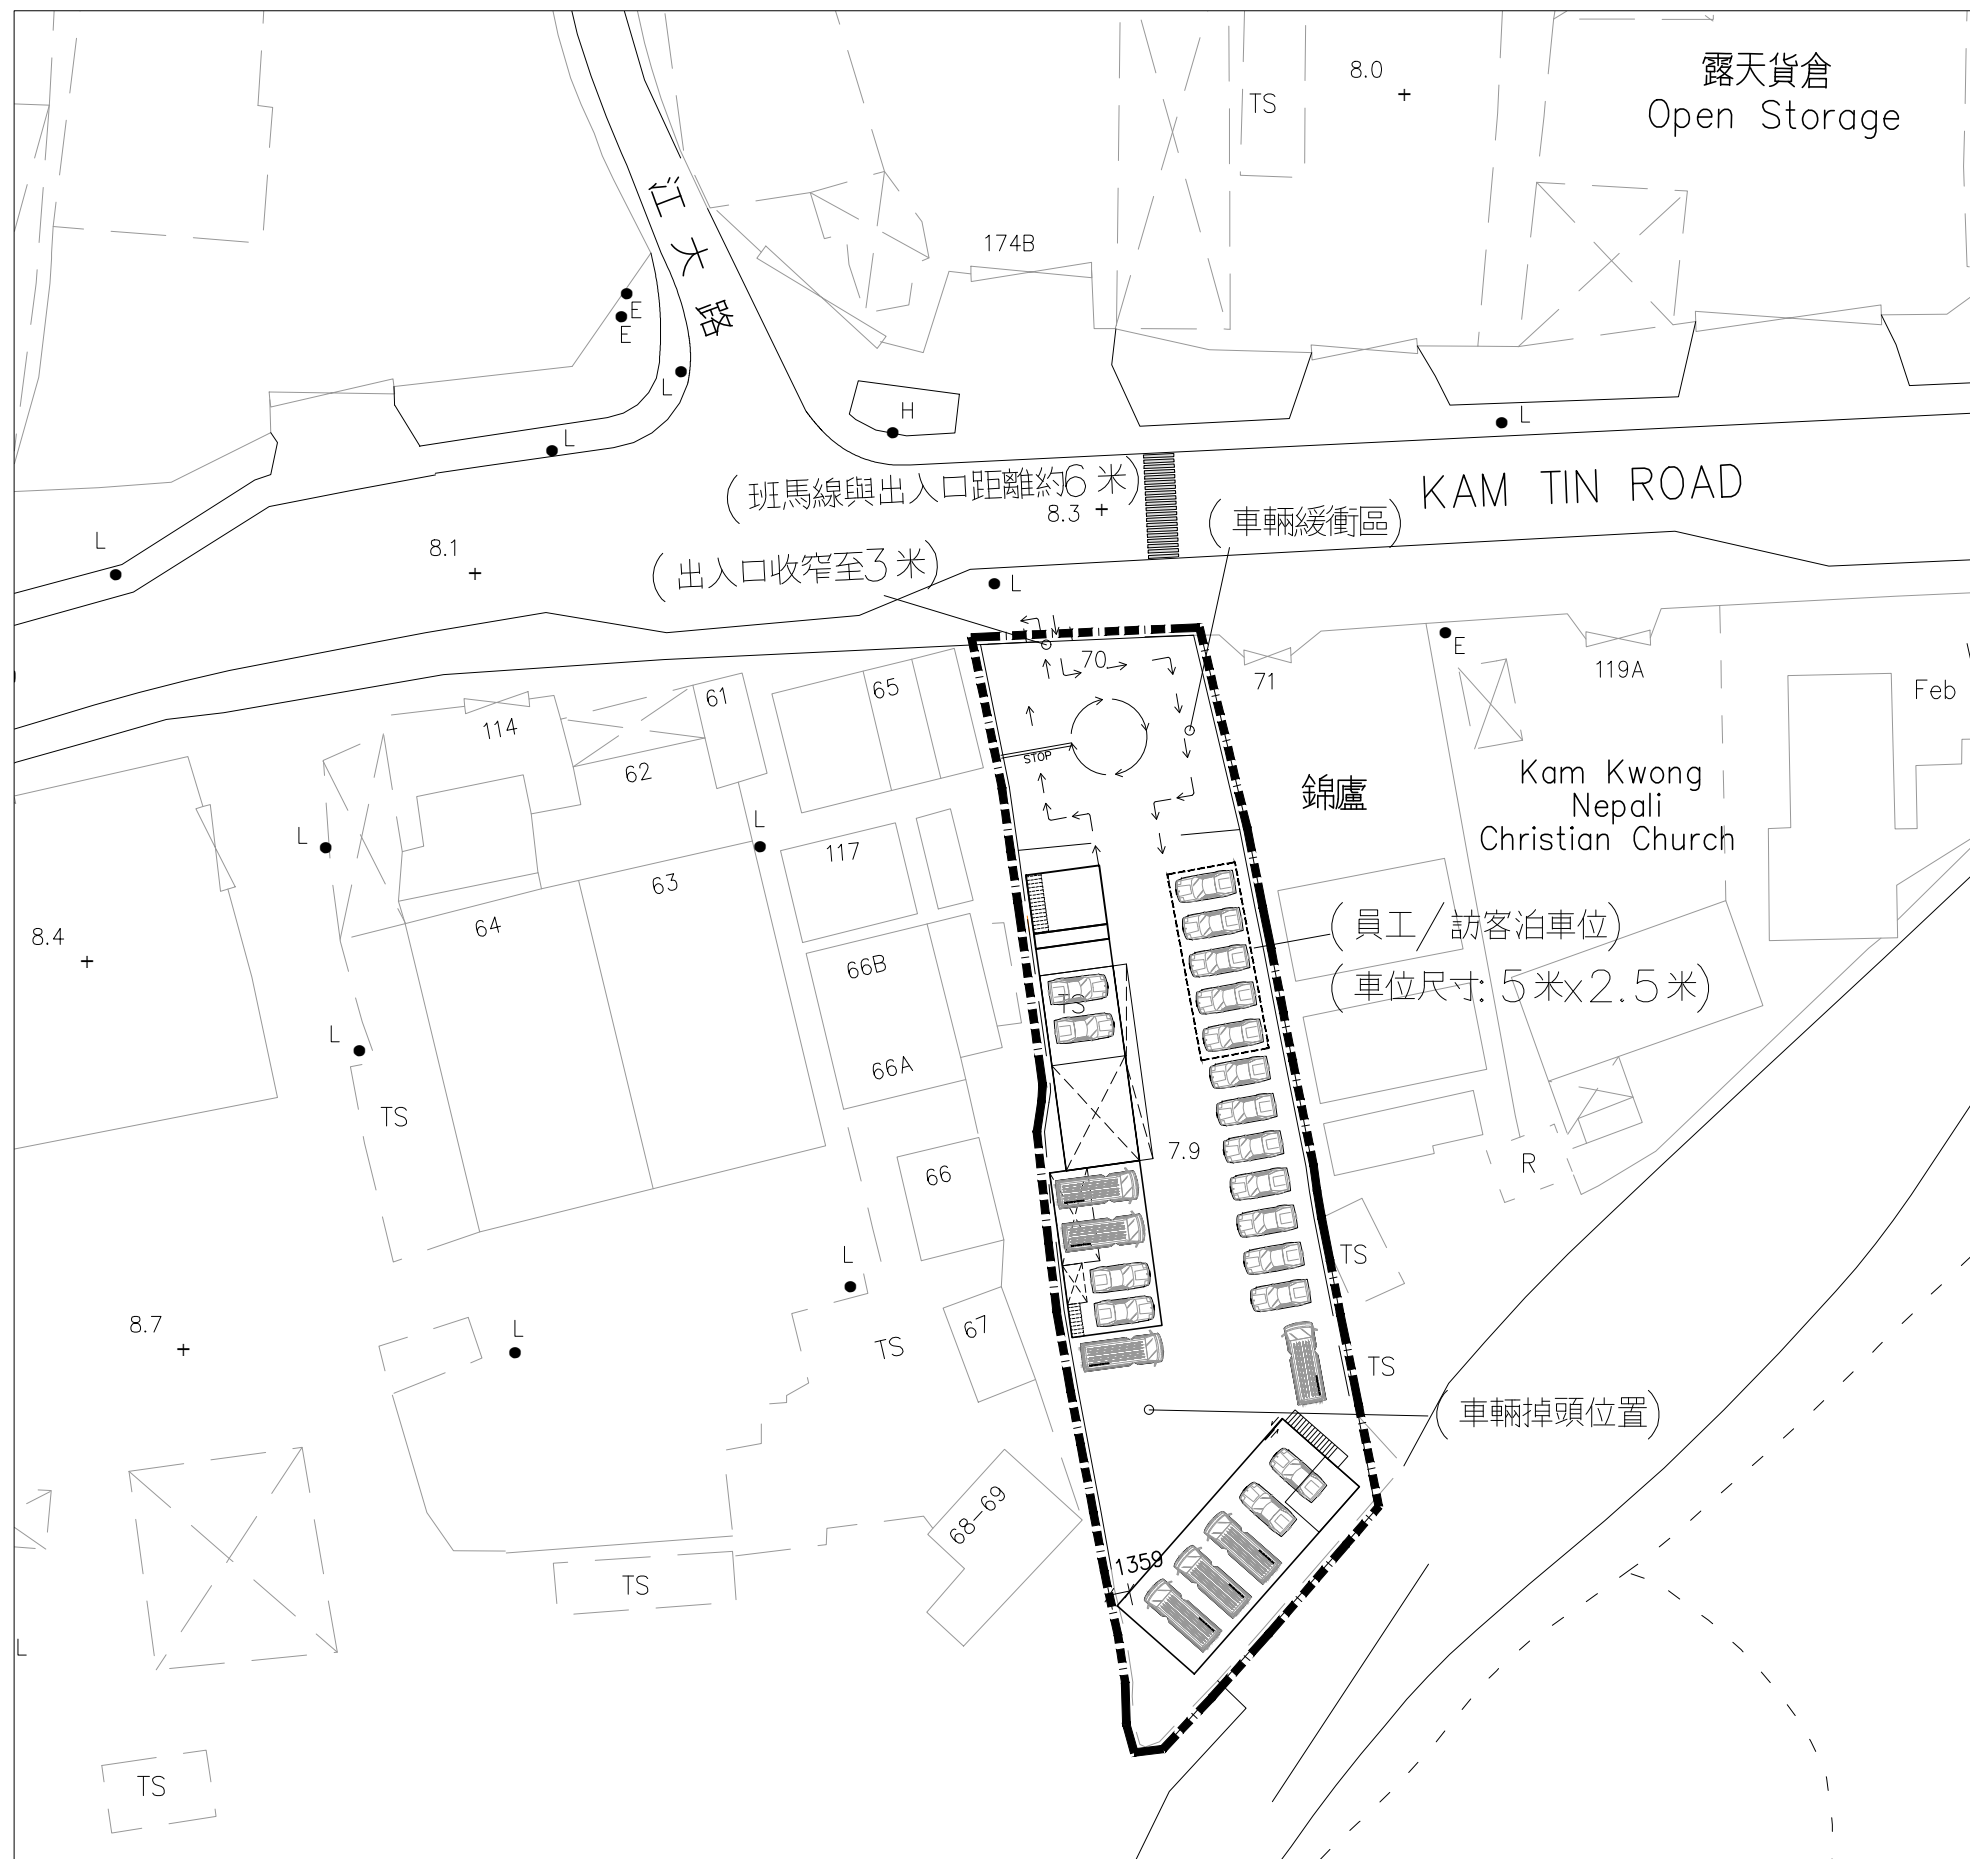 8.0
露天貨倉
Open Storage
TS
江大路
174B
E
E
L
H
L
L
KAM TIN ROAD
(班馬線與出入口距離約6米)
8.3
(車輛緩衝區)
L
8.1
(出入口收窄至3米)
L
E
70
71
119A
Feb
61
65
114
62
STOP
錦廬
Kam Kwong
Nepali
Christian Church
L
L
117
63
64
8.4
(員工/訪客泊車位)
66B
(車位尺寸: 5米x2.5米)
TS
L
66A
TS
7.9
R
66
L
TS
8.7
L
67
TS
TS
(車輛掉頭位置)
68-69
1359
TS
L
TS